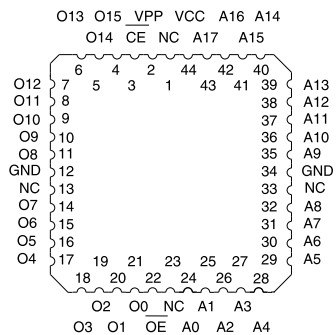 O13 O15 VPP VCC A16 A14
O14 CE NC A17 A15
6 4 2 44 42 40
5 3 1 43 41
O12 7 39 A13
O11 8 38 A12
O10 9 37 A11
O9 10 36 A10
O8 11 35 A9
GND 12 34 GND
NC 13 33 NC
O7 14 32 A8
O6 15 31 A7
O5 16 30 A6
O4 17 29 A5
19 21 23 25 27
18 20 22 24 26 28
O2 O0 NC A1 A3
O3 O1 OE A0 A2 A4